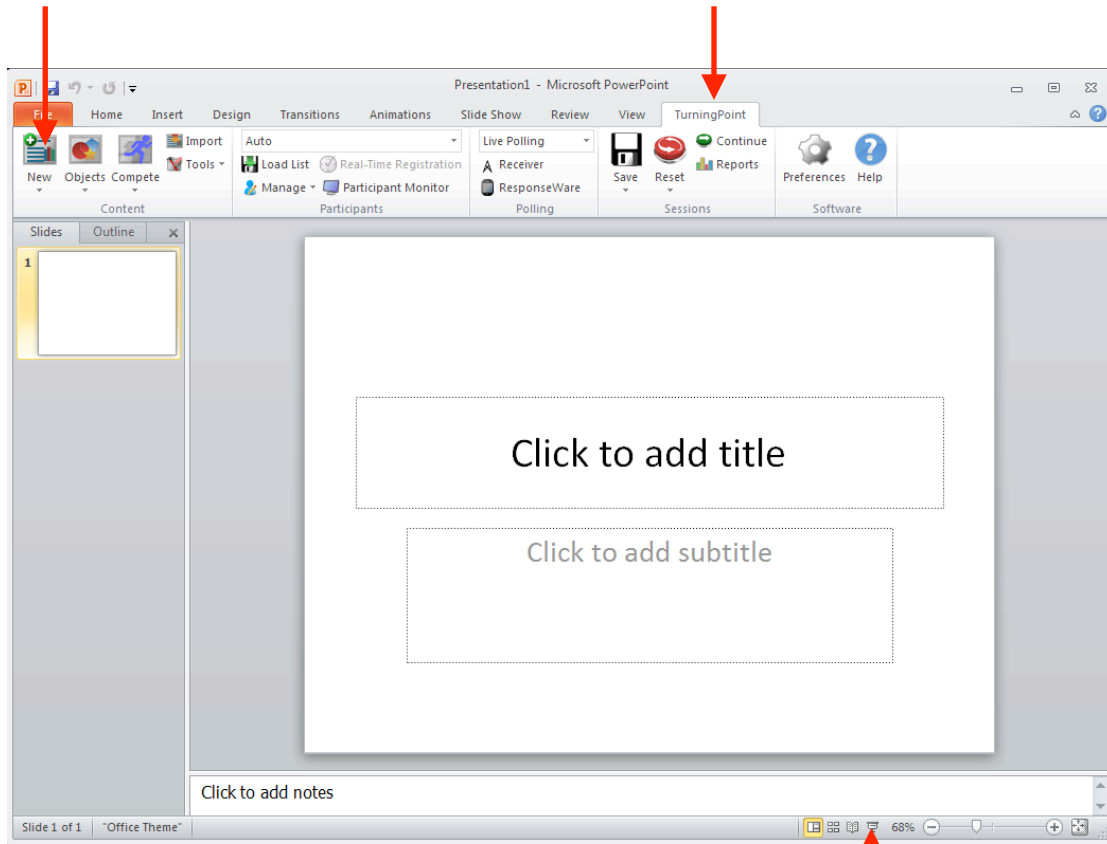 Presentation1 - Microsoft PowerPoint
File Home Insert Design Transitions Animations Slide Show Review View TurningPoint
Import Auto Live Polling Continue
Load List Real-Time Registration A Receiver Reports
New Objects Compete Tools Save Reset Preferences Help
Manage Participant Monitor ResponseWare
Content Participants Polling Sessions Software
Slides Outline
1
Click to add title
Click to add subtitle
Click to add notes
Slide 1 of 1 "Office Theme" 68%